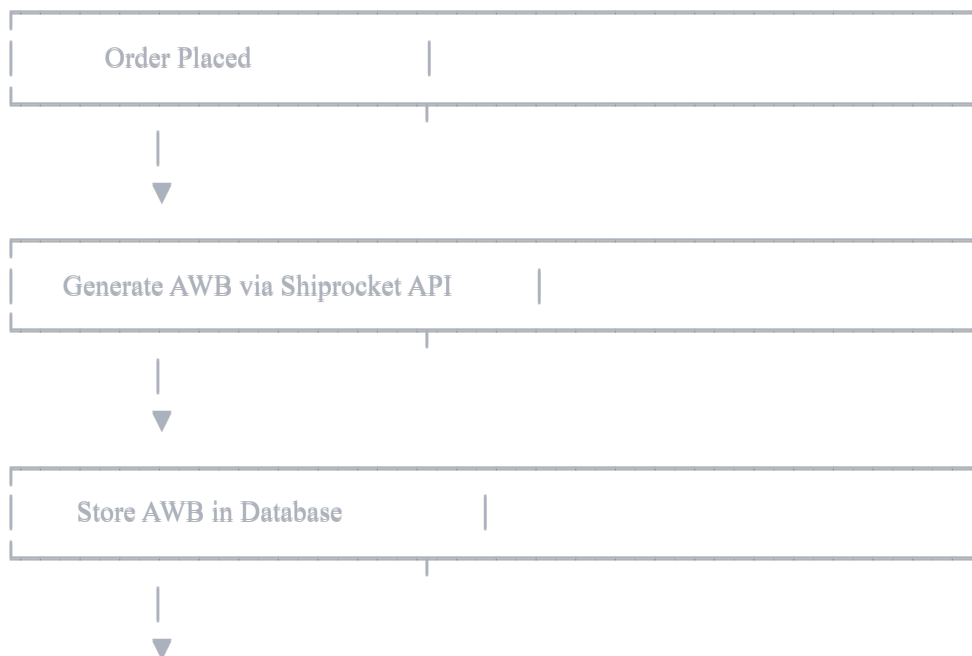 Order Placed
Generate AWB via Shiprocket API
Store AWB in Database